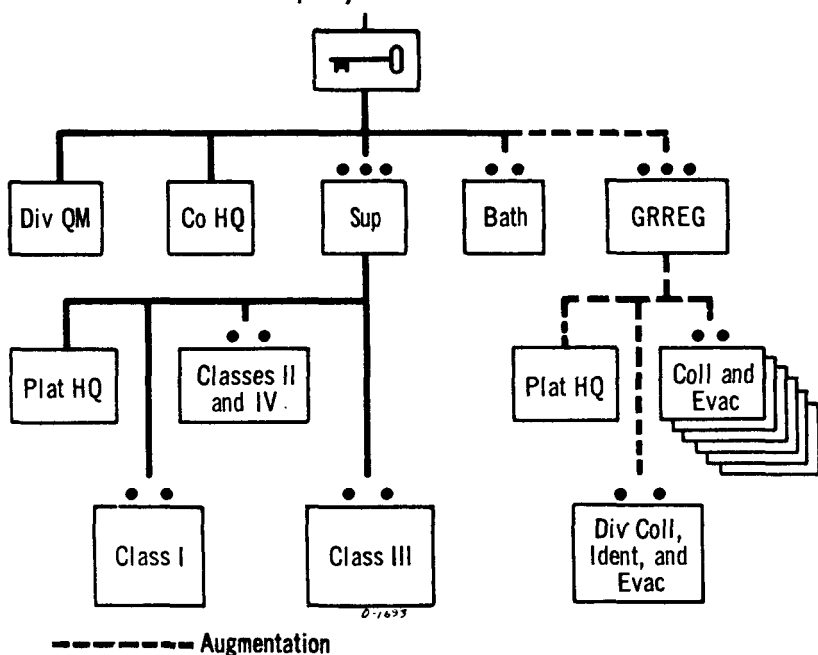 Div QM
Co HQ
Sup
Bath
GRREG
Plat HQ
Classes II
and IV
Plat HQ
Coll and
Evac
Class I
Class III
Div Coll,
Ident, and
Evac
Augmentation